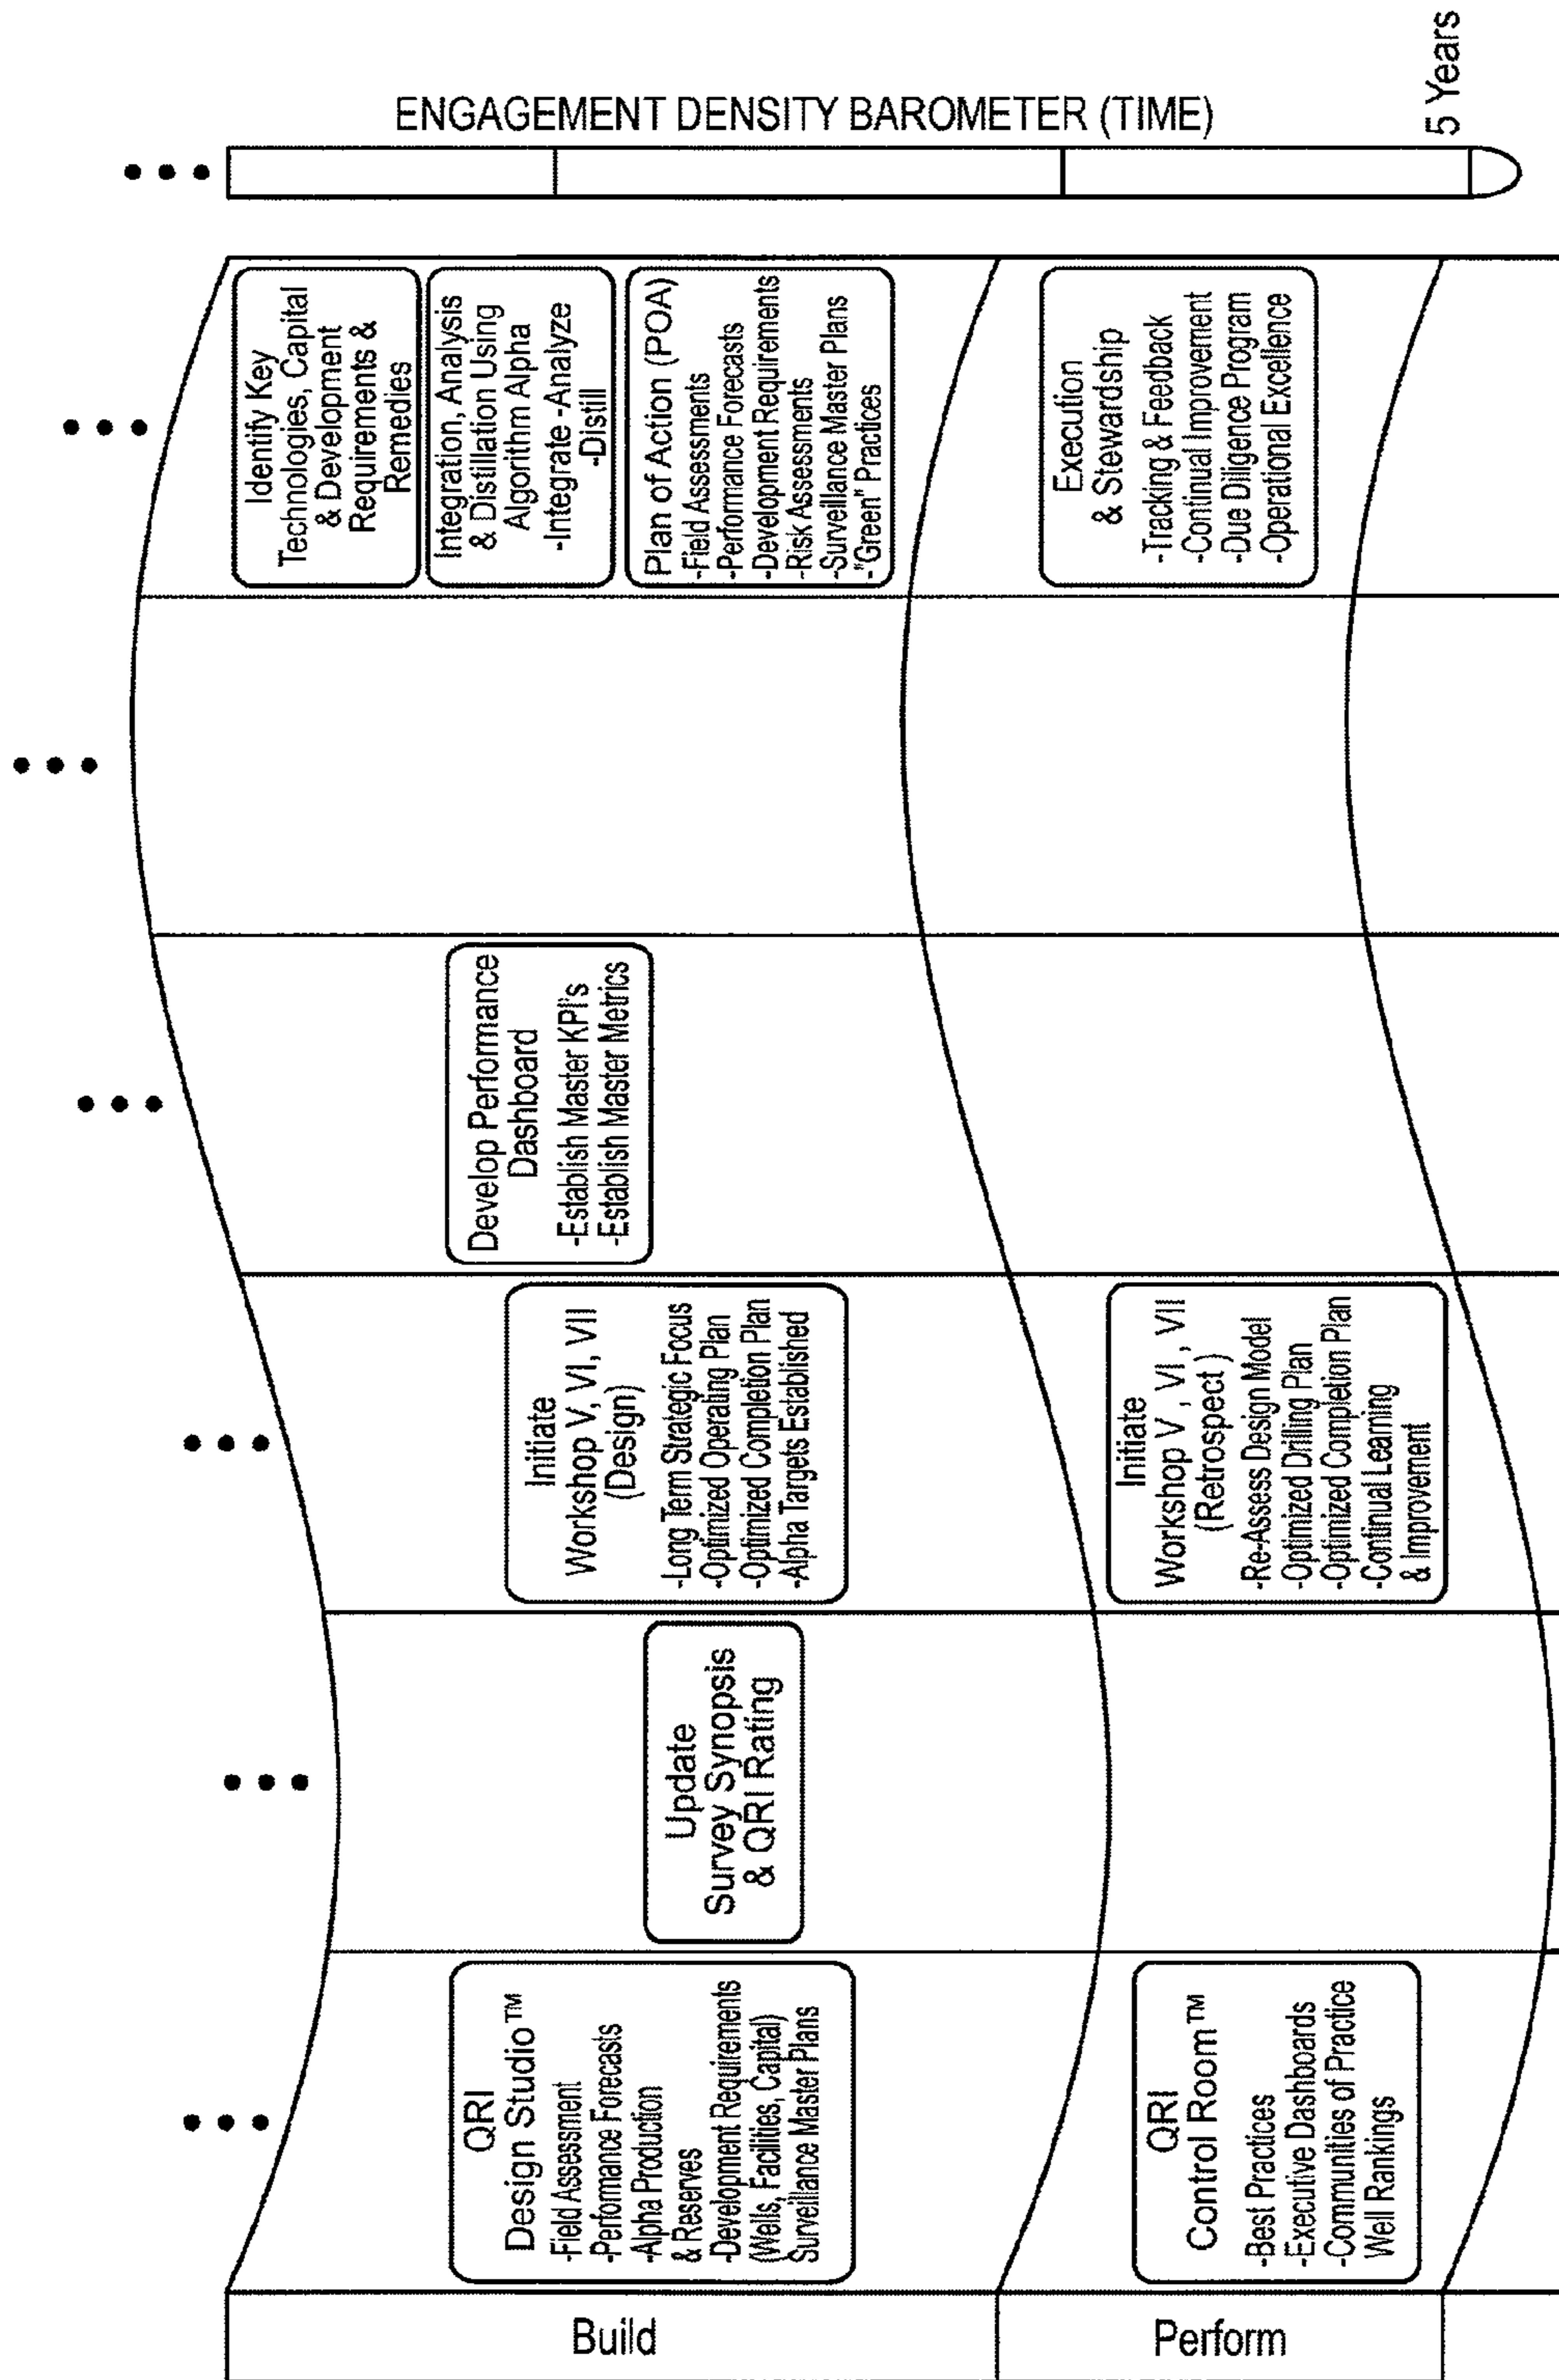 Build
QRI
Design Studio™
-Field Assessment
-Performance Forecasts
-Alpha Production
& Reserves
-Development Requirements
(Wells, Facilities, Capital)
Surveillance Master Plans
Update
Survey Synopsis
& QRI Rating
Initiate
Workshop V, VI, VII
(Design)
-Long Term Strategic Focus
-Optimized Operating Plan
-Optimized Completion Plan
-Alpha Targets Established
Develop Performance
Dashboard
-Establish Master KPI's
-Establish Master Metrics
Identify Key
Technologies, Capital
& Development
Requirements &
Remedies
Integration, Analysis
& Distillation Using
Algorithm Alpha
-Integrate -Analyze
-Distill
Plan of Action (POA)
-Field Assessments
-Performance Forecasts
-Development Requirements
-Risk Assessments
-Surveillance Master Plans
-"Green" Practices
Perform
QRI
Control Room™
-Best Practices
-Executive Dashboards
-Communities of Practice
Well Rankings
Initiate
Workshop V , VI , VII
(Retrospect )
-Re-Assess Design Model
-Optimized Drilling Plan
-Optimized Completion Plan
-Continual Learning
& Improvement
Execution
& Stewardship
-Tracking & Feedback
-Continual Improvement
-Due Diligence Program
-Operational Excellence
ENGAGEMENT DENSITY BAROMETER (TIME)
5 Years